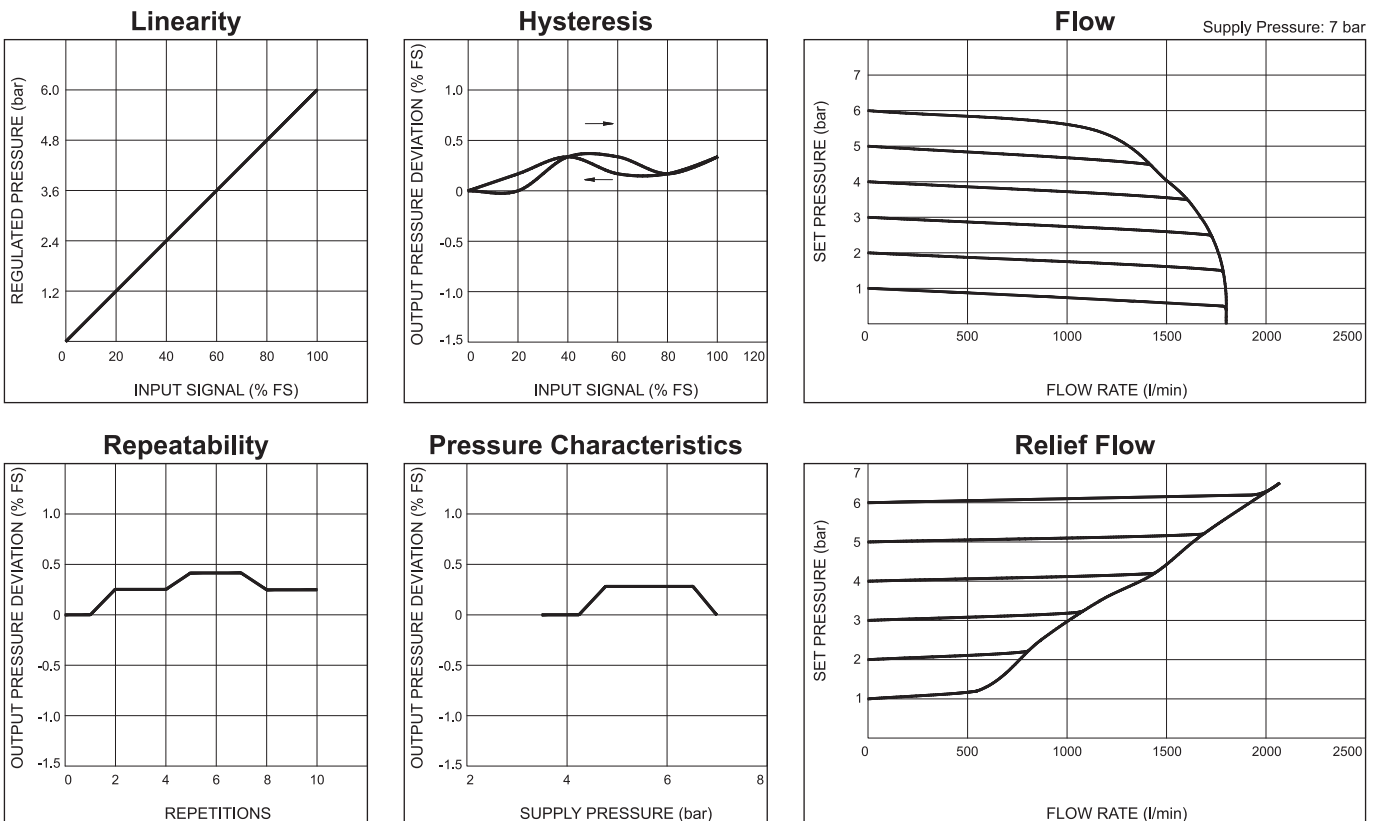 Linearity
REGULATED PRESSURE (bar)
6.0
4.8
3.6
2.4
1.2
0 20 40 60 80 100
INPUT SIGNAL (% FS)
Hysteresis
OUTPUT PRESSURE DEVIATION (% FS)
1.0
0.5
0
-0.5
-1.0
-1.5
0 20 40 60 80 100 120
INPUT SIGNAL (% FS)
Flow
Supply Pressure: 7 bar
SET PRESSURE (bar)
7
6
5
4
3
2
1
0 500 1000 1500 2000 2500
FLOW RATE (l/min)
Repeatability
OUTPUT PRESSURE DEVIATION (% FS)
1.0
0.5
0
-0.5
-1.0
-1.5
0 2 4 6 8 10
REPETITIONS
Pressure Characteristics
OUTPUT PRESSURE DEVIATION (% FS)
1.0
0.5
0
-0.5
-1.0
-1.5
2 4 6 8
SUPPLY PRESSURE (bar)
Relief Flow
SET PRESSURE (bar)
7
6
5
4
3
2
1
0 500 1000 1500 2000 2500
FLOW RATE (l/min)